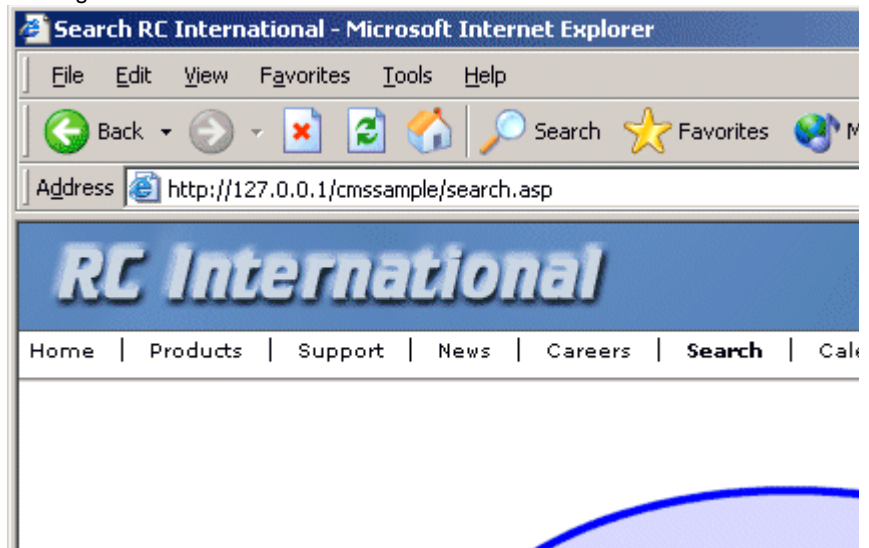 Search RC International - Microsoft Internet Explorer
File Edit View Favorites Tools Help
Back Search Favorites M
Address http://127.0.0.1/cmssample/search.asp
RC International
Home | Products | Support | News | Careers | Search | Cale